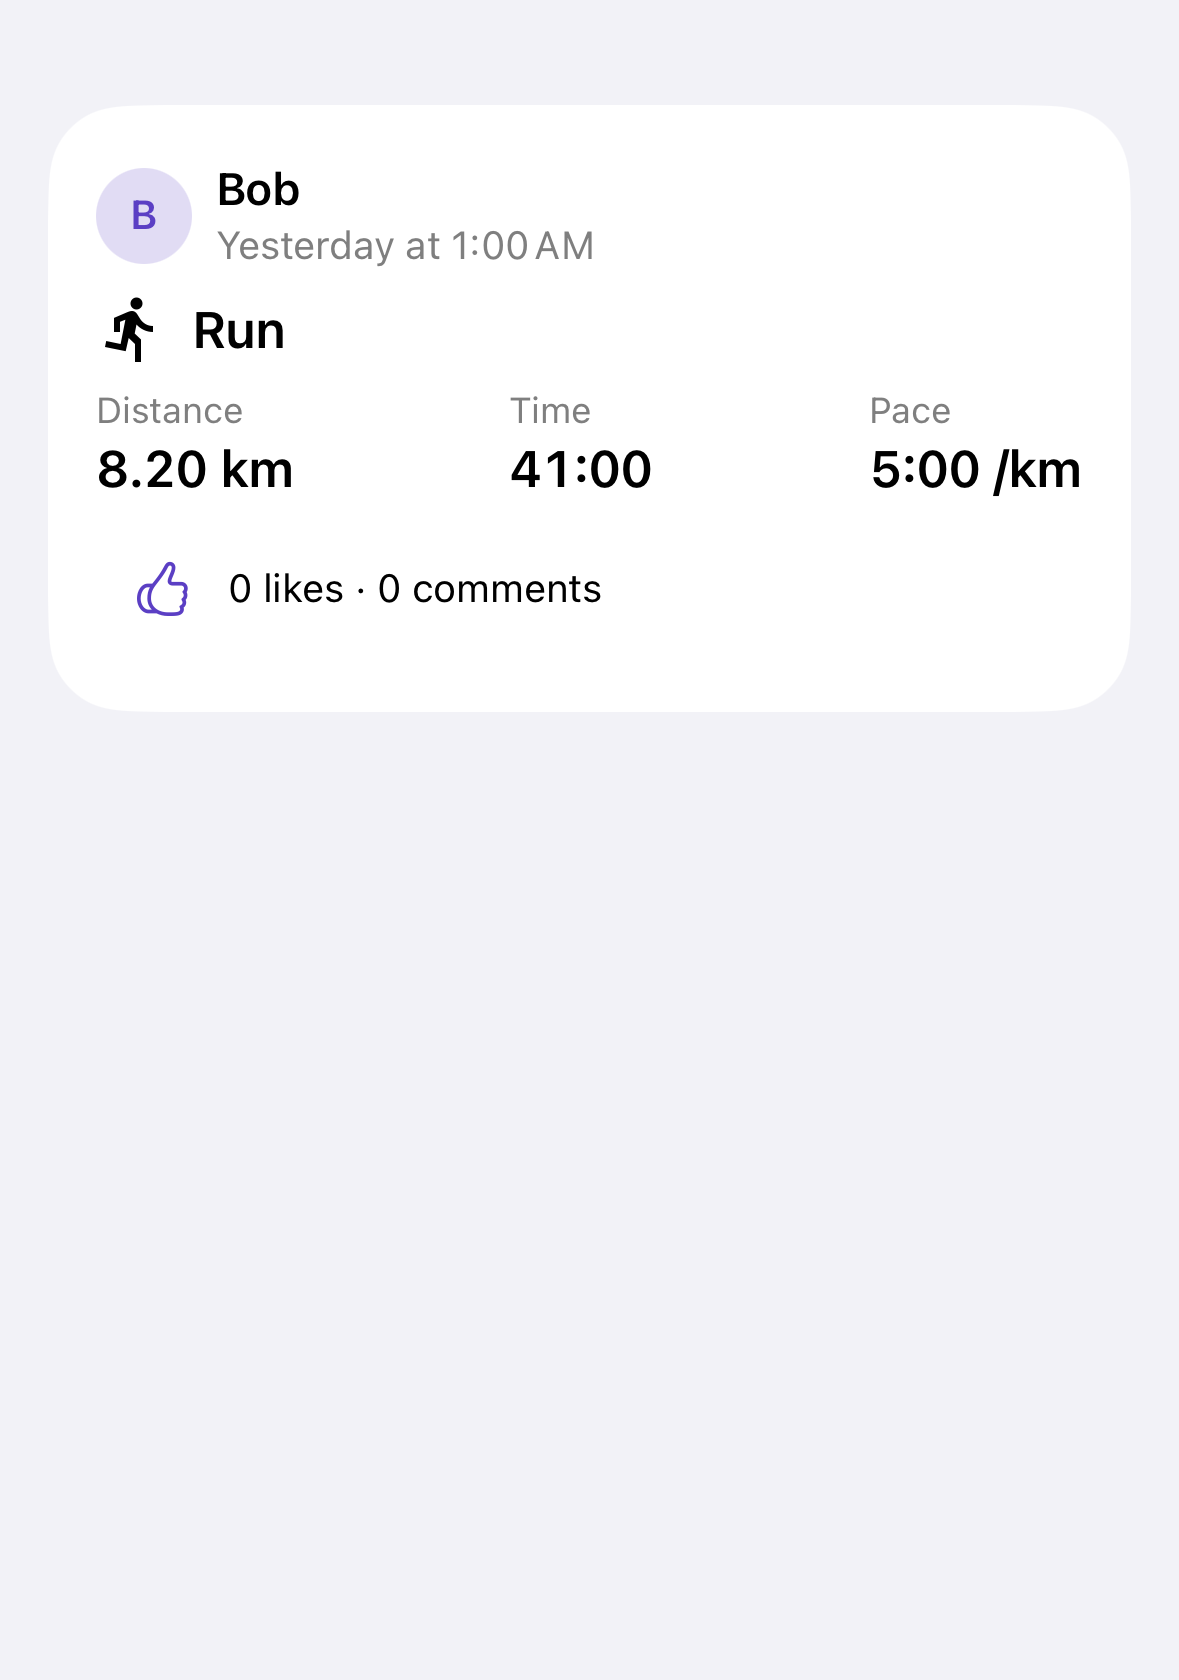 B
Bob
Yesterday at 1:00 AM
Run
Distance Time Pace
8.20 km 41:00 5:00 /km
0 likes · 0 comments